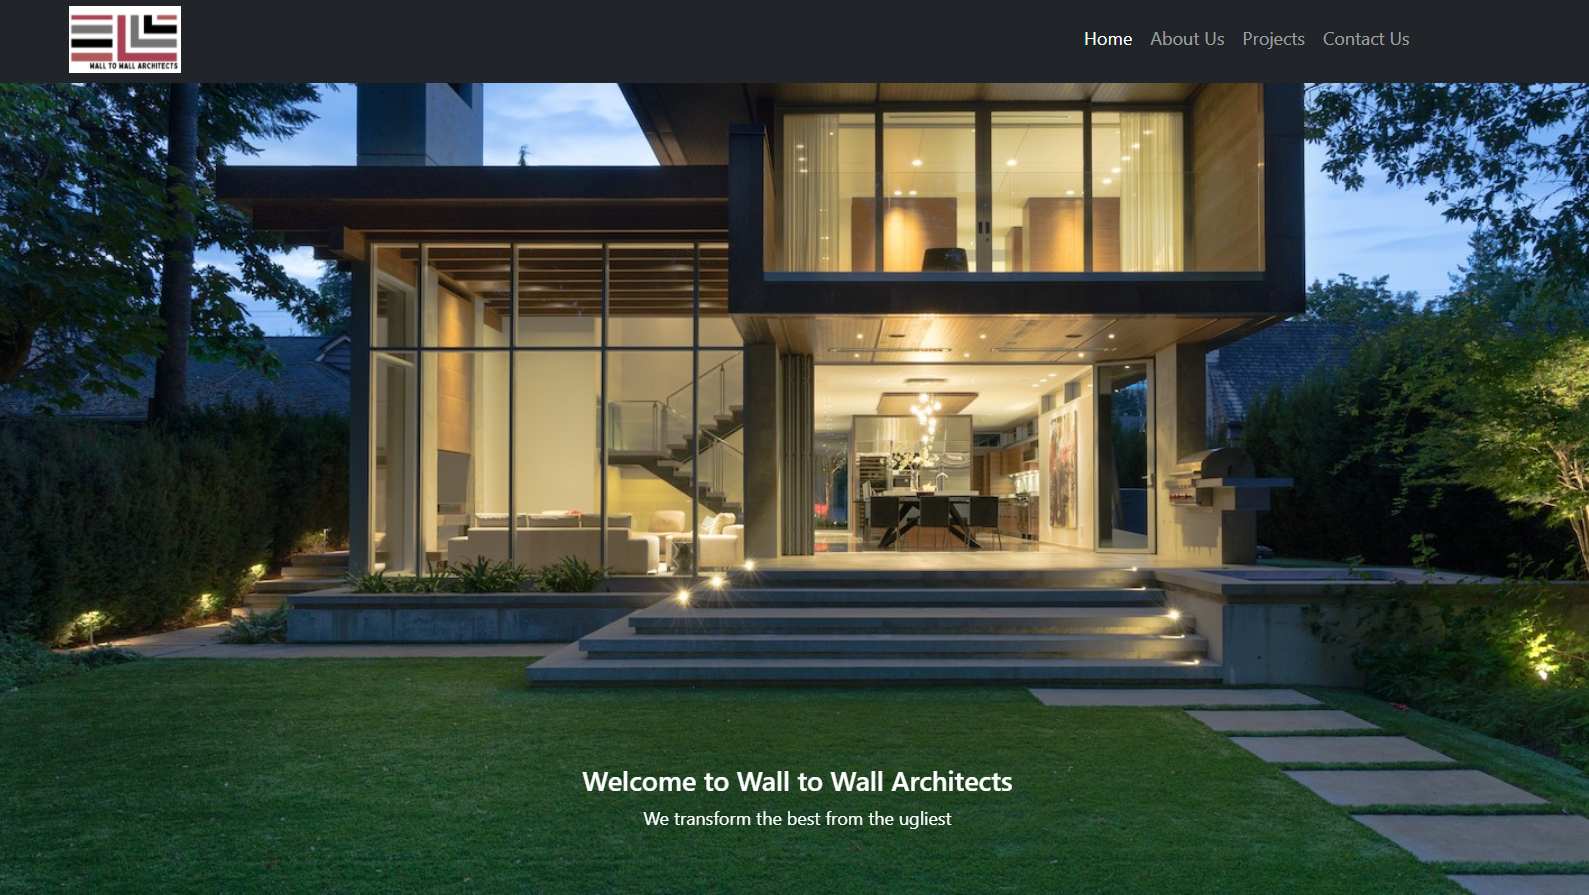 WALL TO WALL ARCHITECTS
Home About Us Projects Contact Us
Welcome to Wall to Wall Architects
We transform the best from the ugliest